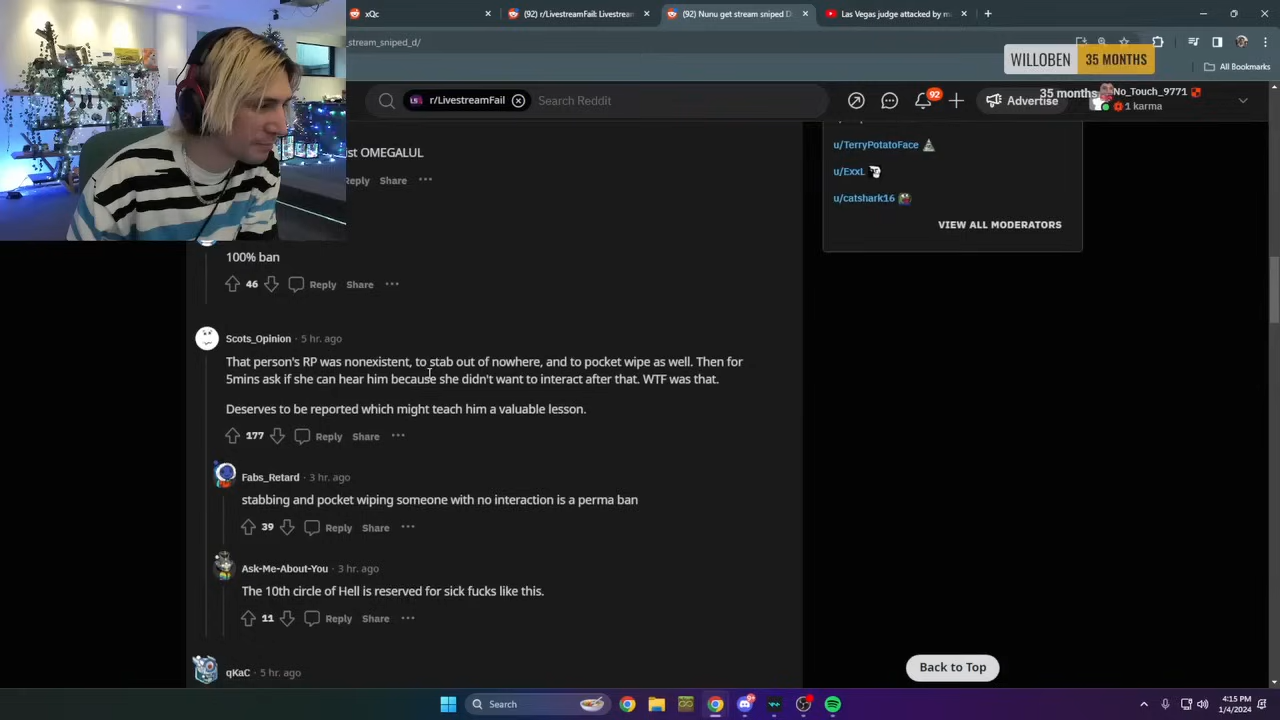 xQc
(92) r/LivestreamFail: Livestream
(92) Nunu get stream sniped D
Las Vegas judge attacked by m
_stream_sniped_d/
WILLOBEN 35 MONTHS
35 months
All Bookmarks
r/LivestreamFail
Search Reddit
92
Advertise
No_Touch_9771
1 karma
st OMEGALUL
eply Share
100% ban
46 Reply Share
Scots_Opinion · 5 hr. ago
That person's RP was nonexistent, to stab out of nowhere, and to pocket wipe as well. Then for
5mins ask if she can hear him because she didn't want to interact after that. WTF was that.
Deserves to be reported which might teach him a valuable lesson.
177 Reply Share
Fabs_Retard · 3 hr. ago
stabbing and pocket wiping someone with no interaction is a perma ban
39 Reply Share
Ask-Me-About-You · 3 hr. ago
The 10th circle of Hell is reserved for sick fucks like this.
11 Reply Share
qKaC · 5 hr. ago
u/TerryPotatoFace
u/ExxL
u/catshark16
VIEW ALL MODERATORS
Back to Top
Search
4:15 PM
1/4/2024